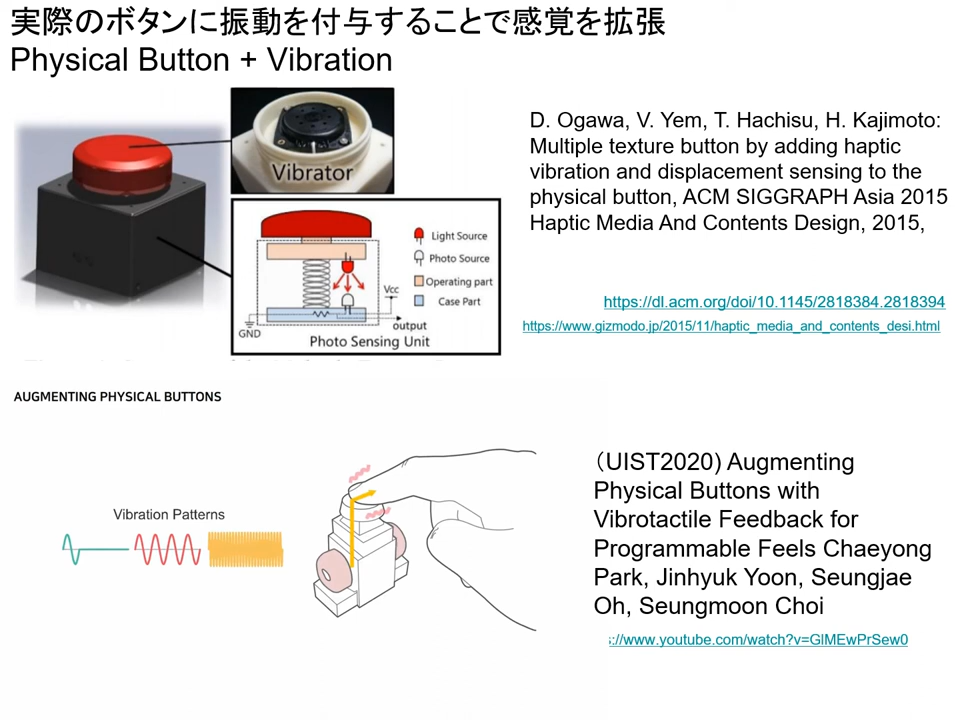 実際のボタンに振動を付与することで感覚を拡張
Physical Button + Vibration
Vibrator
Light Source
Photo Source
Operating part
Case Part
Vcc
GND
output
Photo Sensing Unit
D. Ogawa, V. Yem, T. Hachisu, H. Kajimoto:
Multiple texture button by adding haptic
vibration and displacement sensing to the
physical button, ACM SIGGRAPH Asia 2015
Haptic Media And Contents Design, 2015,
https://dl.acm.org/doi/10.1145/2818384.2818394
https://www.gizmodo.jp/2015/11/haptic_media_and_contents_desi.html
AUGMENTING PHYSICAL BUTTONS
Vibration Patterns
（UIST2020) Augmenting
Physical Buttons with
Vibrotactile Feedback for
Programmable Feels Chaeyong
Park, Jinhyuk Yoon, Seungjae
Oh, Seungmoon Choi
://www.youtube.com/watch?v=GlMEwPrSew0